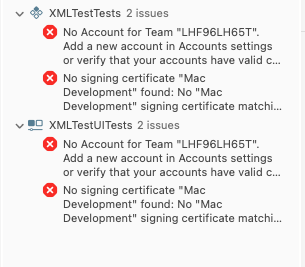 XMLTestTests 2 issues
No Account for Team "LHF96LH65T".
Add a new account in Accounts settings
or verify that your accounts have valid c...
No signing certificate "Mac
Development" found: No "Mac
Development" signing certificate matchi...
XMLTestUITests 2 issues
No Account for Team "LHF96LH65T".
Add a new account in Accounts settings
or verify that your accounts have valid c...
No signing certificate "Mac
Development" found: No "Mac
Development" signing certificate matchi...